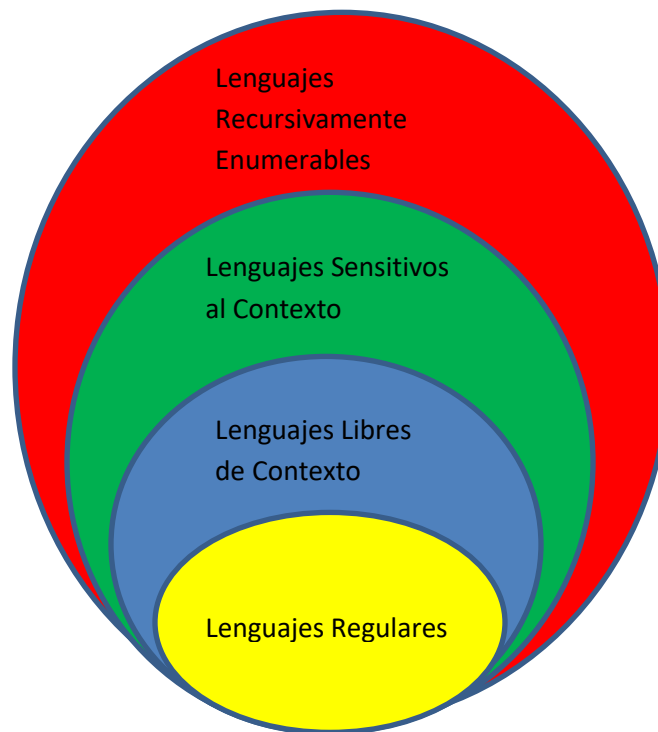 Lenguajes
Recursivamente
Enumerables
Lenguajes Sensitivos
al Contexto
Lenguajes Libres
de Contexto
Lenguajes Regulares